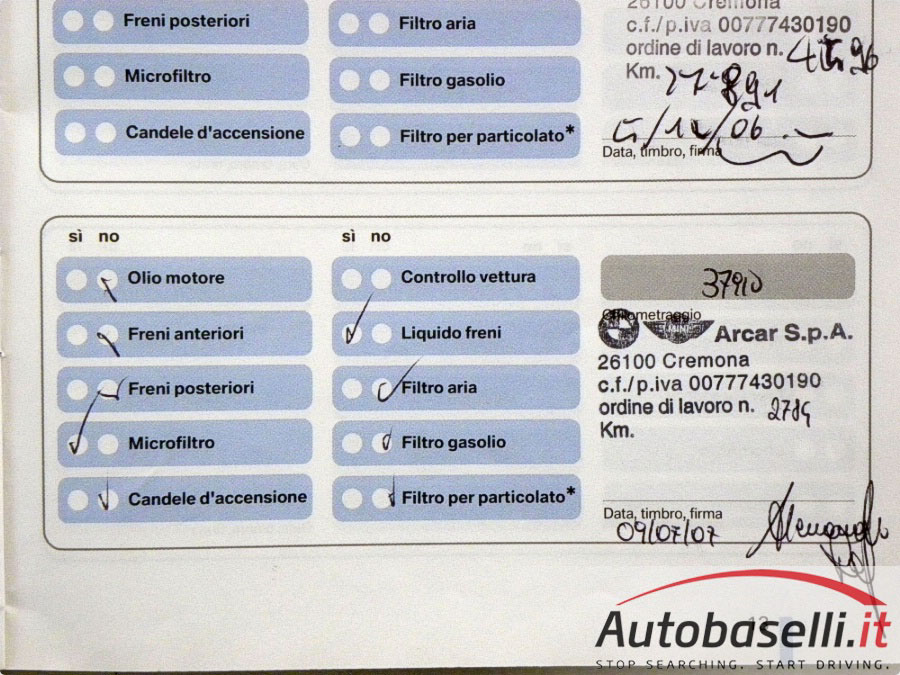 Freni posteriori
Filtro aria
26100 Cremona
c.f./p.iva 00777430190
ordine di lavoro n.
Microfiltro
Filtro gasolio
Km.
Candele d'accensione
Filtro per particolato*
Data, timbro, firma
sì no
sì no
Olio motore
Controllo vettura
37910
Chilometraggio
Freni anteriori
Liquido freni
MINI
Arcar S.p.A.
26100 Cremona
Freni posteriori
Filtro aria
c.f./p.iva 00777430190
ordine di lavoro n. 2784
Microfiltro
Filtro gasolio
Km.
Candele d'accensione
Filtro per particolato*
Data, timbro, firma
09/07/07
Autobaselli.it
STOP SEARCHING. START DRIVING.